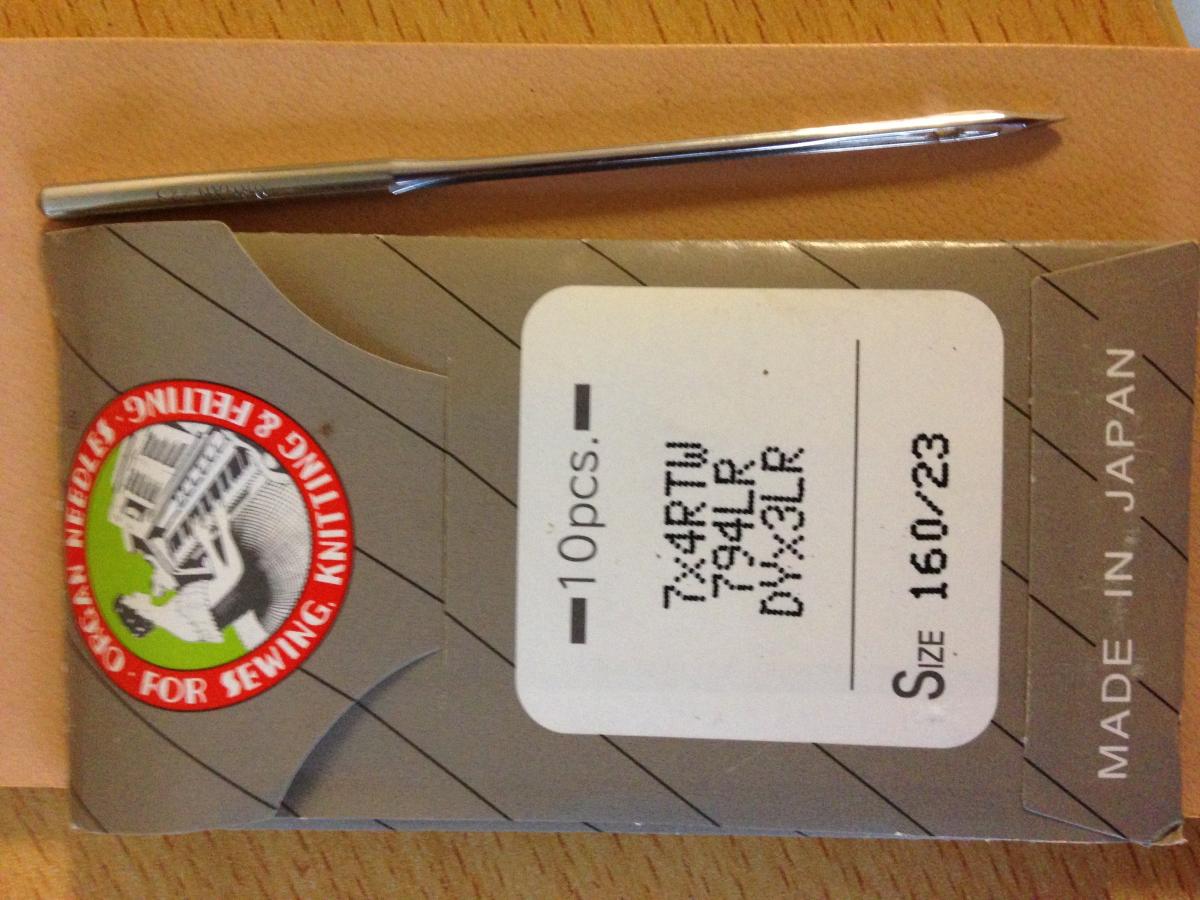 ORGAN NEEDLES · FOR SEWING, KNITTING & FELTING ·
10pcs.
7x4RTW
794LR
DYx3LR
SIZE 160/23
MADE IN JAPAN